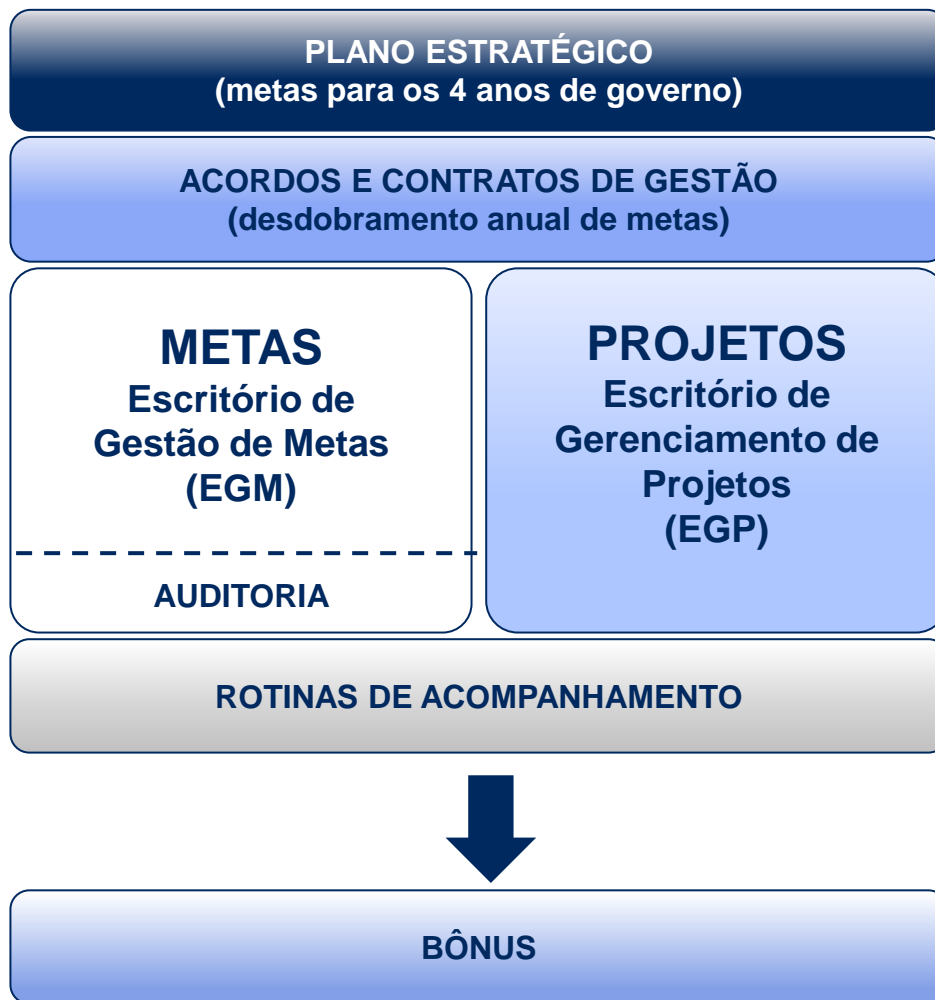 PLANO ESTRATÉGICO
(metas para os 4 anos de governo)
ACORDOS E CONTRATOS DE GESTÃO
(desdobramento anual de metas)
METAS
Escritório de
Gestão de Metas
(EGM)
AUDITORIA
PROJETOS
Escritório de
Gerenciamento de
Projetos
(EGP)
ROTINAS DE ACOMPANHAMENTO
BÔNUS